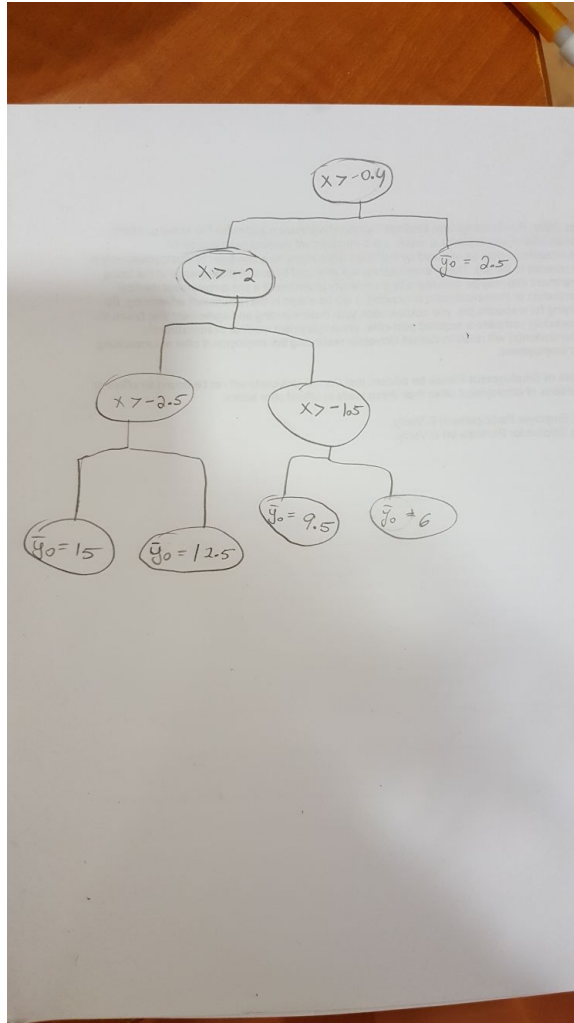 x > -0.4
x > -2
ȳ₀ = 2.5
x > -2.5
x > -1.5
ȳ₀ = 15
ȳ₀ = 12.5
ȳ₀ = 9.5
ȳ₀ = 6